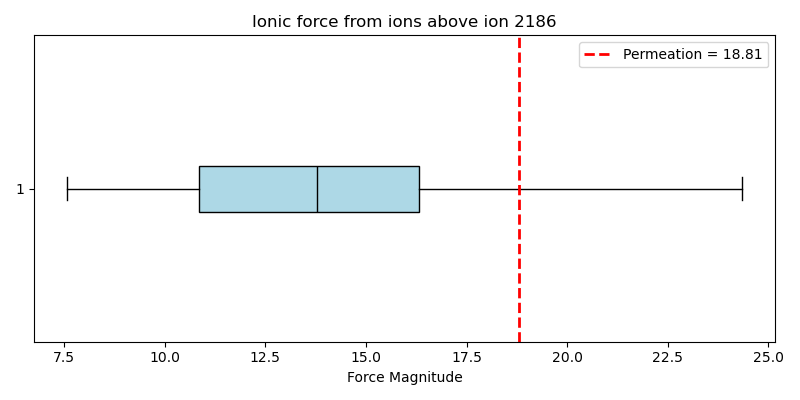 Ionic force from ions above ion 2186
Permeation = 18.81
1
7.5 10.0 12.5 15.0 17.5 20.0 22.5 25.0
Force Magnitude